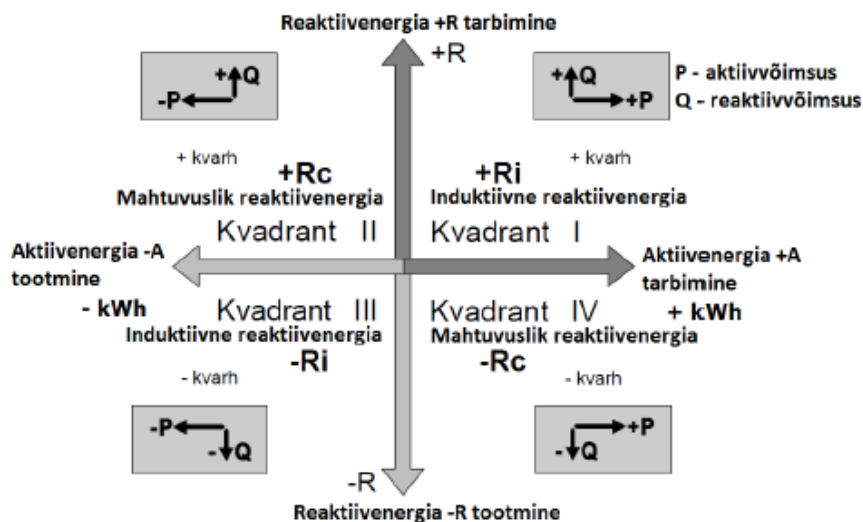 Reaktiivenergia +R tarbimine
+R
+Q
-P
+Q
+P
P - aktiivvõimsus
Q - reaktiivvõimsus
+ kvarh
+Rc
+Ri
+ kvarh
Mahtuvuslik reaktiivenergia
Induktiivne reaktiivenergia
Kvadrant II
Kvadrant I
Aktiivenergia -A
tootmine
- kWh
Aktiivenergia +A
tarbimine
+ kWh
Kvadrant III
Kvadrant IV
Induktiivne reaktiivenergia
Mahtuvuslik reaktiivenergia
-Ri
-Rc
- kvarh
- kvarh
-P
-Q
+P
-Q
-R
Reaktiivenergia -R tootmine